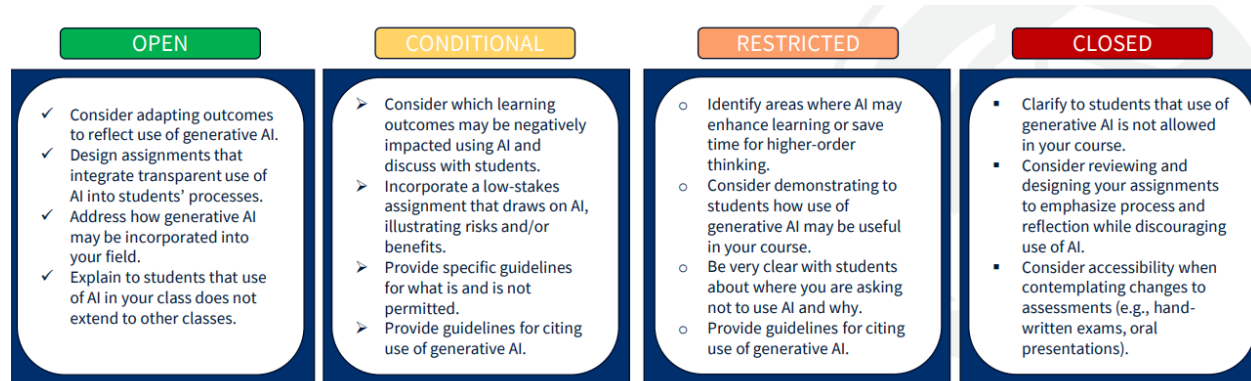 OPEN
✓ Consider adapting outcomes
to reflect use of generative AI.
✓ Design assignments that
integrate transparent use of
AI into students’ processes.
✓ Address how generative AI
may be incorporated into
your field.
✓ Explain to students that use
of AI in your class does not
extend to other classes.
CONDITIONAL
➢ Consider which learning
outcomes may be negatively
impacted using AI and
discuss with students.
➢ Incorporate a low-stakes
assignment that draws on AI,
illustrating risks and/or
benefits.
➢ Provide specific guidelines
for what is and is not
permitted.
➢ Provide guidelines for citing
use of generative AI.
RESTRICTED
o Identify areas where AI may
enhance learning or save
time for higher-order
thinking.
o Consider demonstrating to
students how use of
generative AI may be useful
in your course.
o Be very clear with students
about where you are asking
not to use AI and why.
o Provide guidelines for citing
use of generative AI.
CLOSED
▪ Clarify to students that use of
generative AI is not allowed
in your course.
▪ Consider reviewing and
designing your assignments
to emphasize process and
reflection while discouraging
use of AI.
▪ Consider accessibility when
contemplating changes to
assessments (e.g., hand-
written exams, oral
presentations).